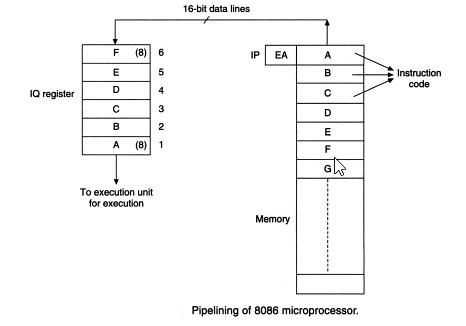 16-bit data lines
F (8) 6
E 5
D 4
C 3
B 2
A (8) 1
IQ register
To execution unit
for execution
IP EA A
B
C
D
E
F
G
Instruction
code
Memory
Pipelining of 8086 microprocessor.